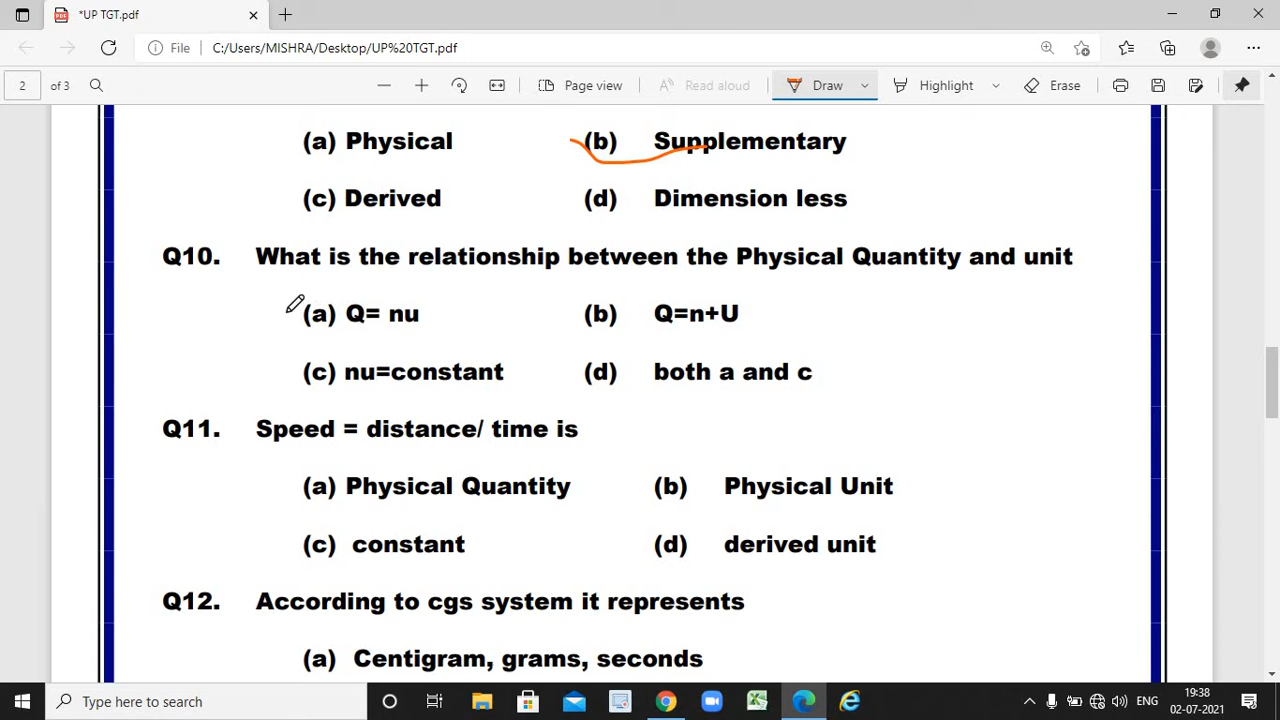 *UP TGT.pdf
File C:/Users/MISHRA/Desktop/UP%20TGT.pdf
2 of 3 Page view Read aloud Draw Highlight Erase
(a) Physical (b) Supplementary
(c) Derived (d) Dimension less
Q10. What is the relationship between the Physical Quantity and unit
(a) Q= nu (b) Q=n+U
(c) nu=constant (d) both a and c
Q11. Speed = distance/ time is
(a) Physical Quantity (b) Physical Unit
(c) constant (d) derived unit
Q12. According to cgs system it represents
(a) Centigram, grams, seconds
Type here to search ENG 19:38
02-07-2021